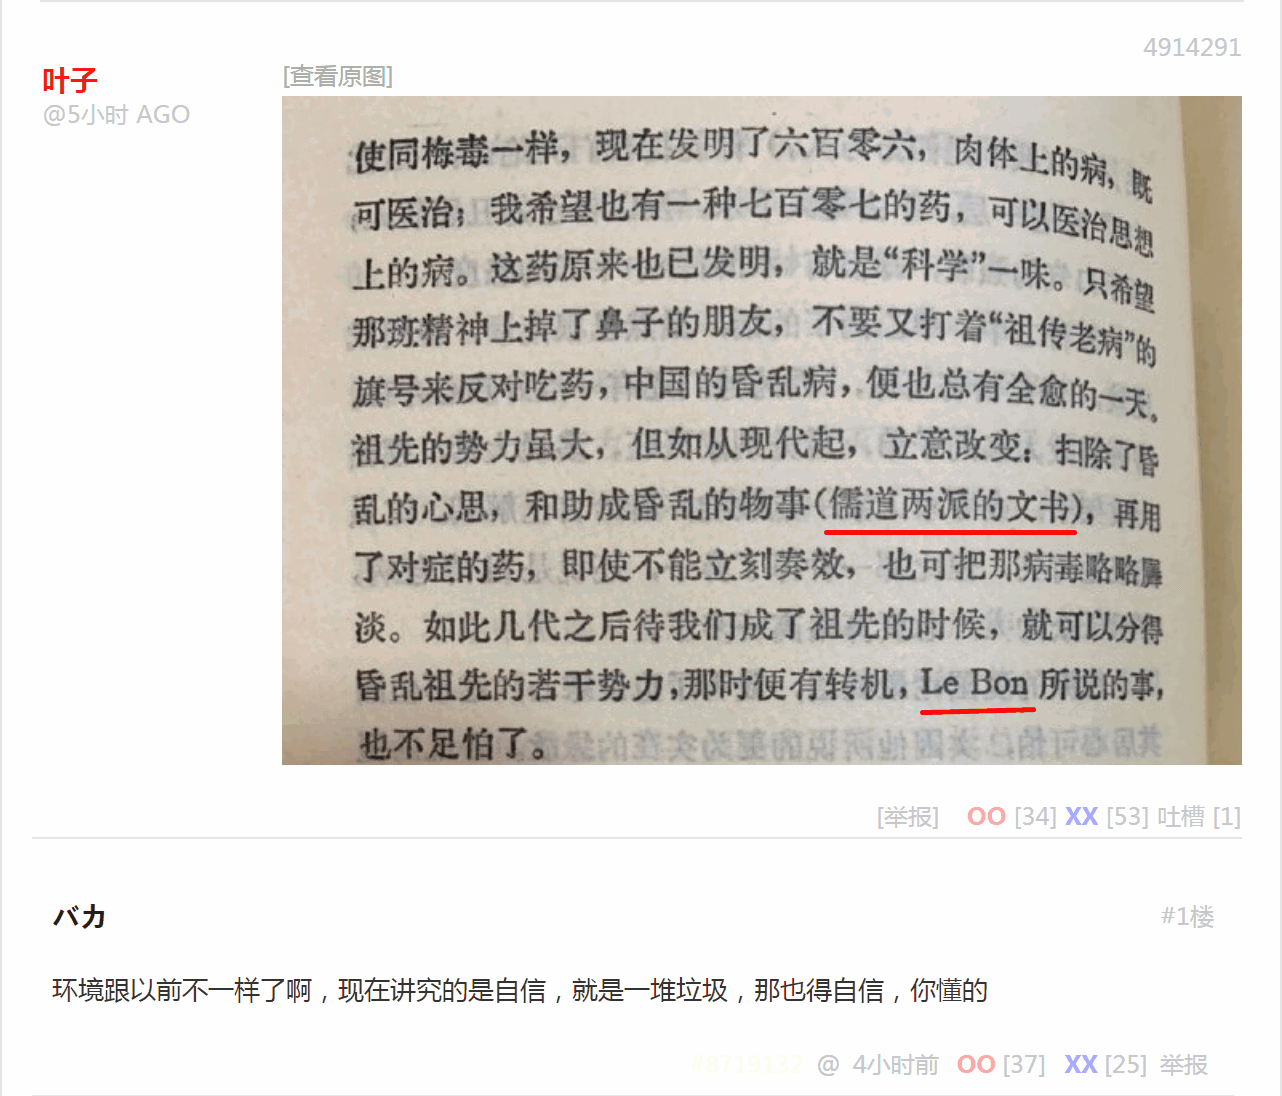 4914291
叶子
[查看原图]
@5小时 AGO
使同梅毒一样，现在发明了六百零六，肉体上的病，既
可医治；我希望也有一种七百零七的药，可以医治思想
上的病。这药原来也已发明，就是“科学”一味。只希望
那班精神上掉了鼻子的朋友，不要又打着“祖传老病”的
旗号来反对吃药，中国的昏乱病，便也总有全愈的一天。
祖先的势力虽大，但如从现代起，立意改变：扫除了昏
乱的心思，和助成昏乱的物事(儒道两派的文书)，再用
了对症的药，即使不能立刻奏效，也可把那病毒略略羼
淡。如此几代之后待我们成了祖先的时候，就可以分得
昏乱祖先的若干势力，那时便有转机，Le Bon 所说的事，
也不足怕了。
[举报] OO [34] XX [53] 吐槽 [1]
バカ
#1楼
环境跟以前不一样了啊，现在讲究的是自信，就是一堆垃圾，那也得自信，你懂的
@ 4小时前 OO [37] XX [25] 举报